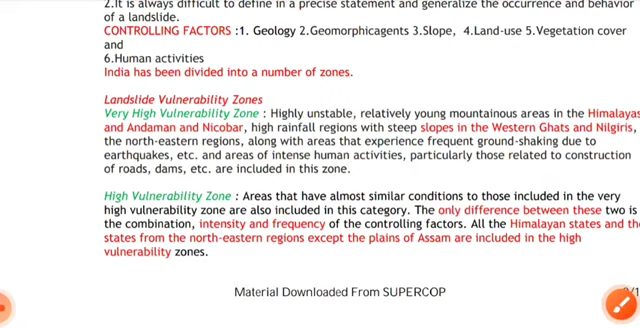 2.It is always difficult to define in a precise statement and generalize the occurrence and behavior
of a landslide.
CONTROLLING FACTORS :1. Geology 2.Geomorphicagents 3.Slope, 4.Land-use 5.Vegetation cover
and
6.Human activities
India has been divided into a number of zones.
Landslide Vulnerability Zones
Very High Vulnerability Zone : Highly unstable, relatively young mountainous areas in the Himalayas
and Andaman and Nicobar, high rainfall regions with steep slopes in the Western Ghats and Nilgiris,
the north-eastern regions, along with areas that experience frequent ground-shaking due to
earthquakes, etc. and areas of intense human activities, particularly those related to construction
of roads, dams, etc. are included in this zone.
High Vulnerability Zone : Areas that have almost similar conditions to those included in the very
high vulnerability zone are also included in this category. The only difference between these two is
the combination, intensity and frequency of the controlling factors. All the Himalayan states and the
states from the north-eastern regions except the plains of Assam are included in the high
vulnerability zones.
Material Downloaded From SUPERCOP